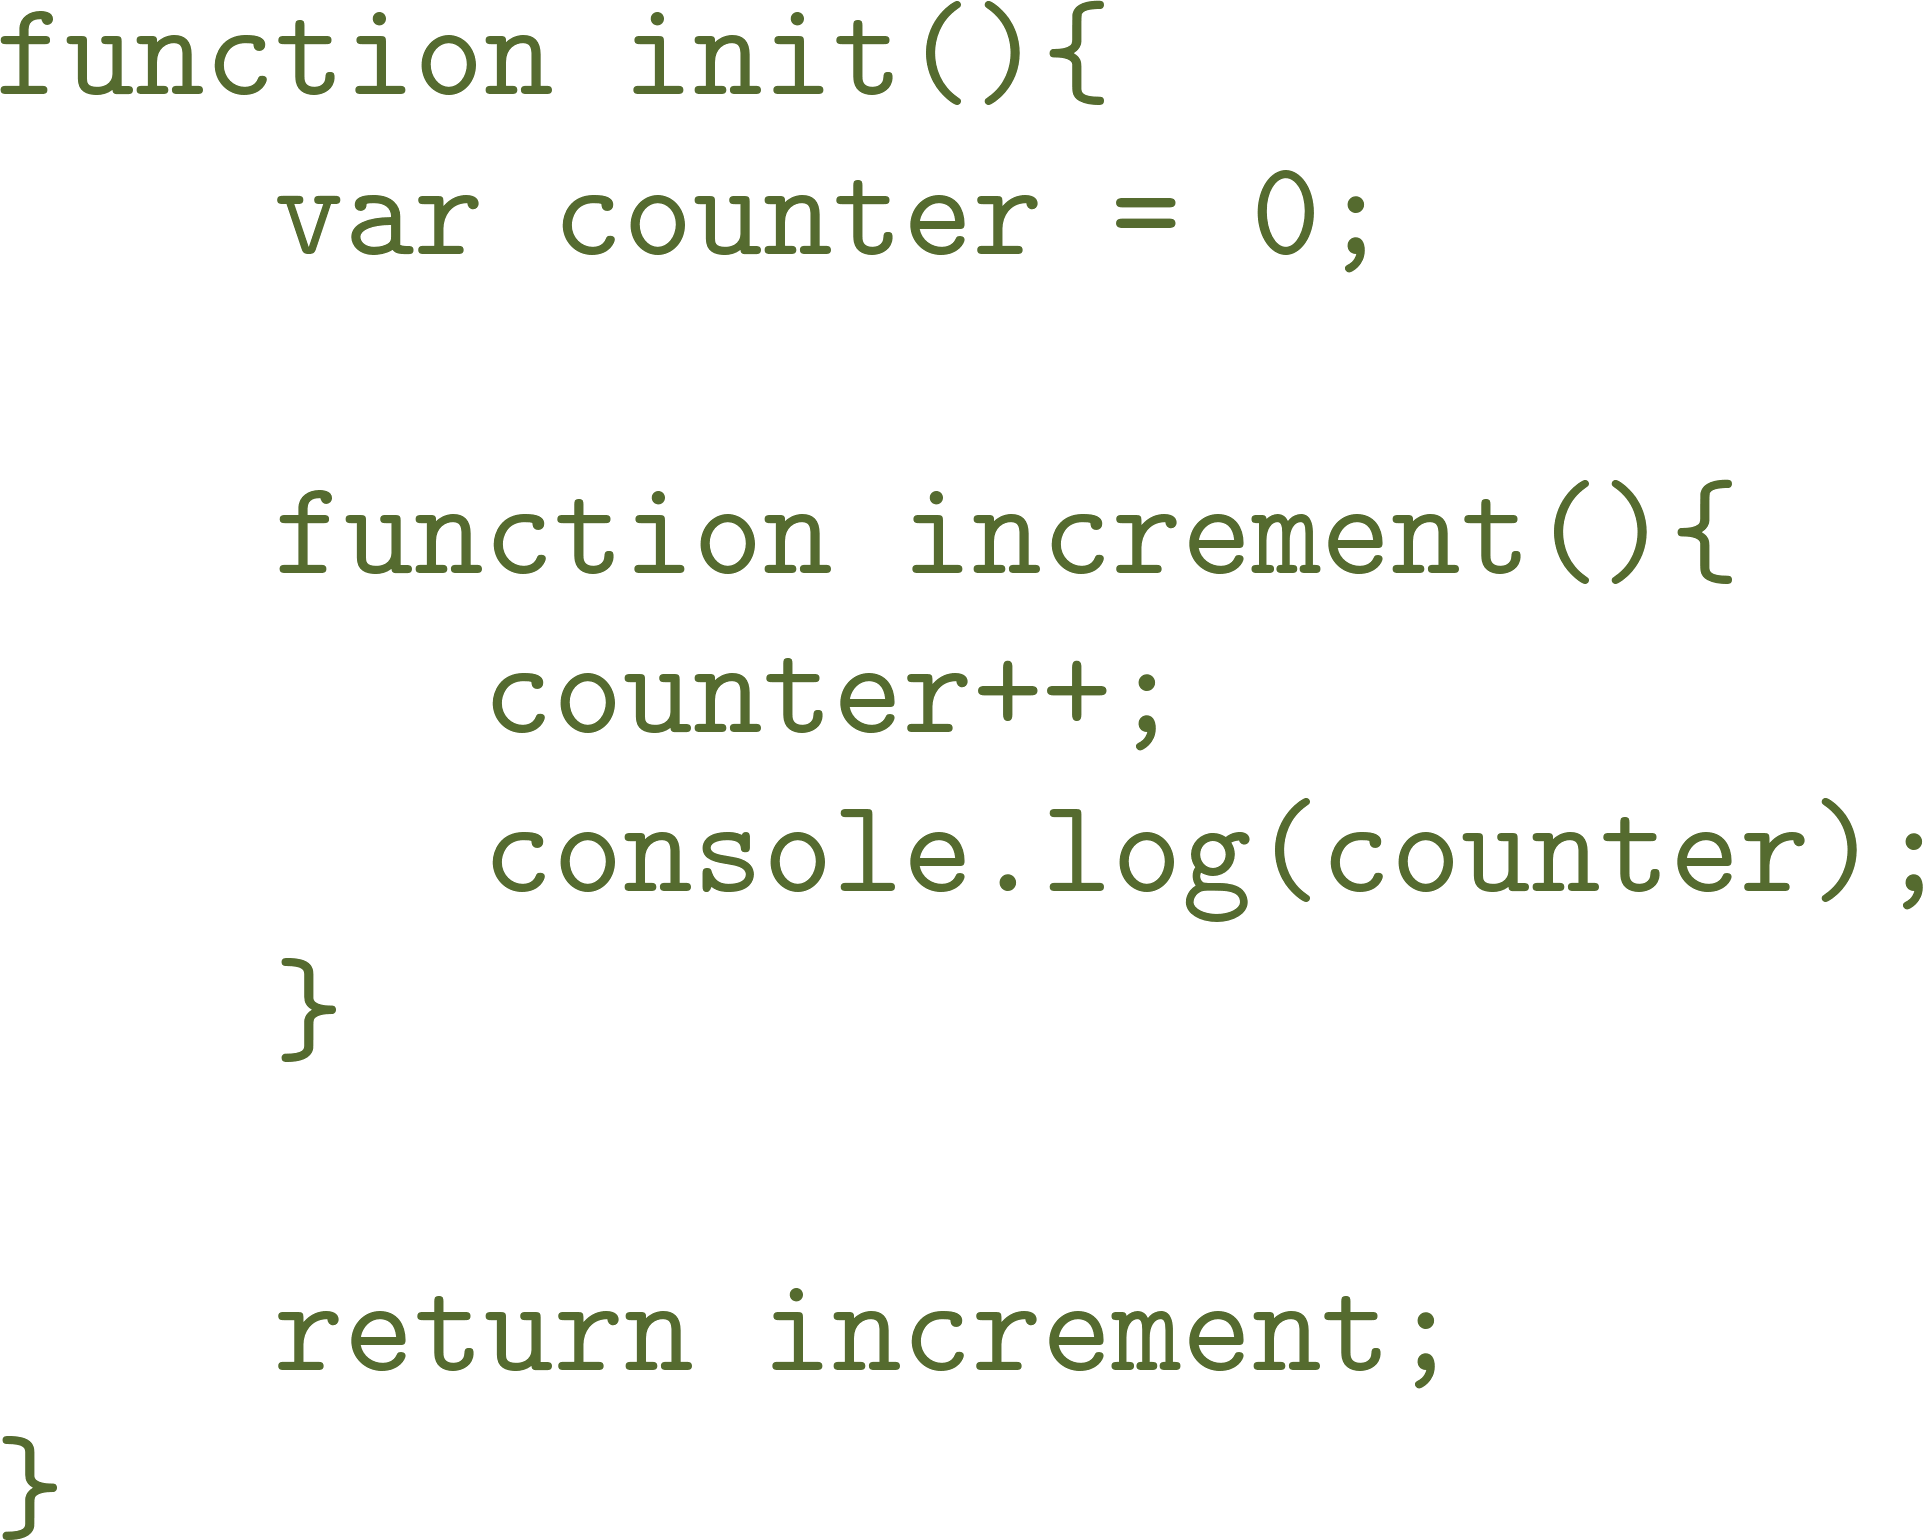 function init(){
    var counter = 0;

    function increment(){
       counter++;
       console.log(counter);
    }

    return increment;
}